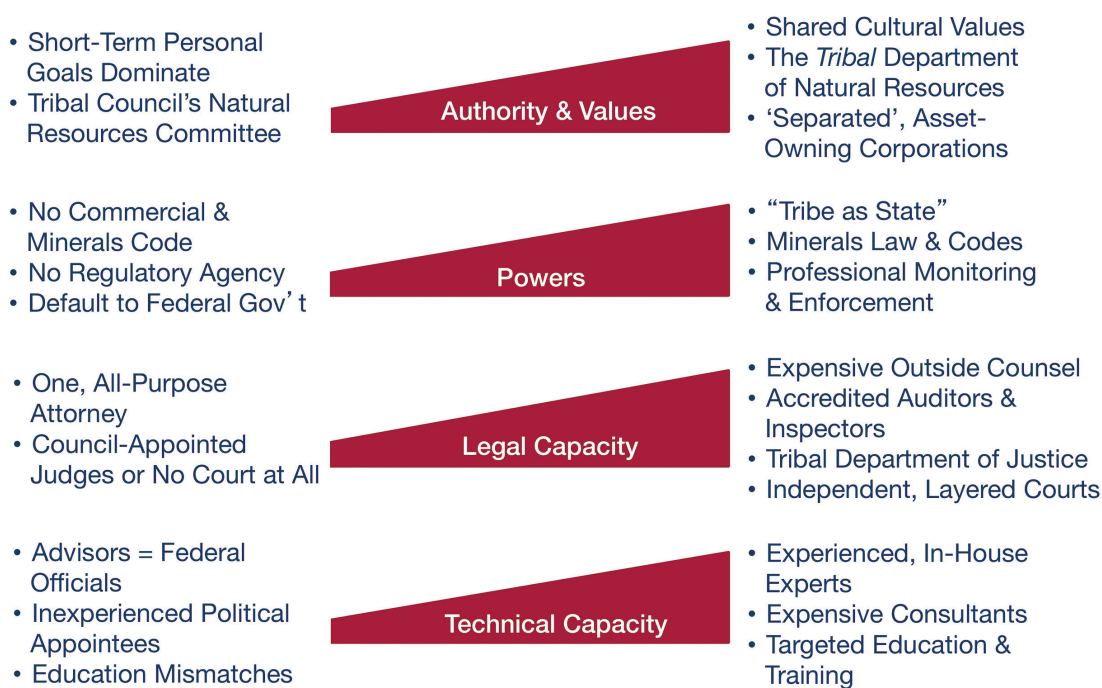 • Short-Term Personal
Goals Dominate
• Tribal Council's Natural
Resources Committee
Authority & Values
• Shared Cultural Values
• The Tribal Department
of Natural Resources
• ‘Separated’, Asset-
Owning Corporations
• No Commercial &
Minerals Code
• No Regulatory Agency
• Default to Federal Gov’t
Powers
• “Tribe as State”
• Minerals Law & Codes
• Professional Monitoring
& Enforcement
• One, All-Purpose
Attorney
• Council-Appointed
Judges or No Court at All
Legal Capacity
• Expensive Outside Counsel
• Accredited Auditors &
Inspectors
• Tribal Department of Justice
• Independent, Layered Courts
• Advisors = Federal
Officials
• Inexperienced Political
Appointees
• Education Mismatches
Technical Capacity
• Experienced, In-House
Experts
• Expensive Consultants
• Targeted Education &
Training